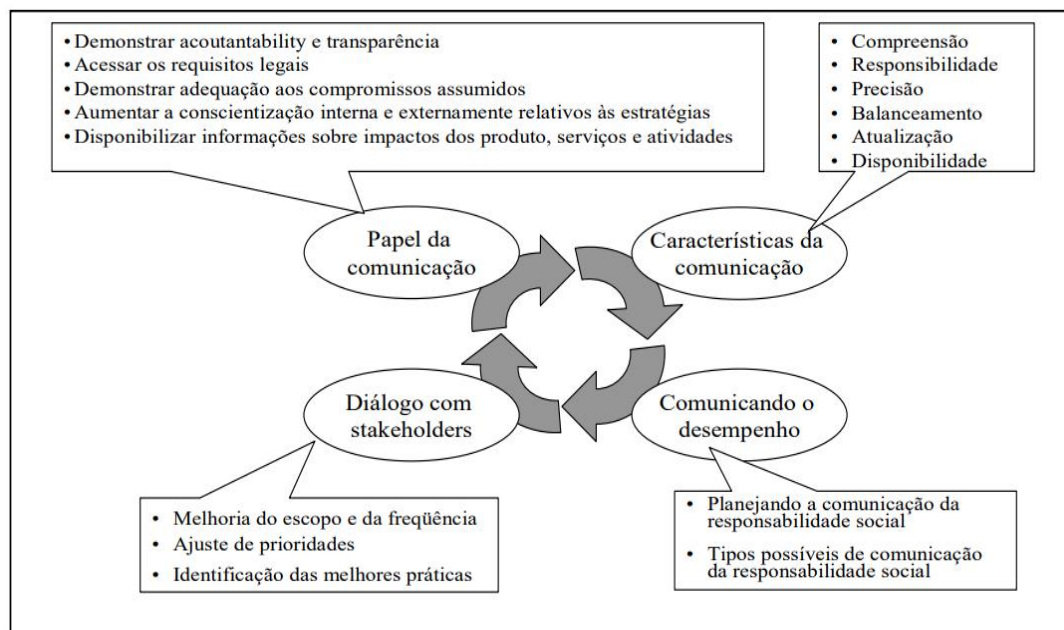 • Demonstrar acoutantability e transparência
• Acessar os requisitos legais
• Demonstrar adequação aos compromissos assumidos
• Aumentar a conscientização interna e externamente relativos às estratégias
• Disponibilizar informações sobre impactos dos produto, serviços e atividades
• Compreensão
• Responsibilidade
• Precisão
• Balanceamento
• Atualização
• Disponibilidade
Papel da
comunicação
Características da
comunicação
Diálogo com
stakeholders
Comunicando o
desempenho
• Melhoria do escopo e da freqüência
• Ajuste de prioridades
• Identificação das melhores práticas
• Planejando a comunicação da
responsabilidade social
• Tipos possíveis de comunicação
da responsabilidade social